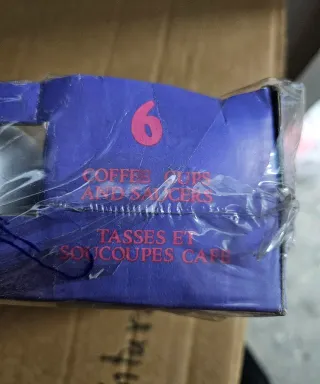 6
COFFEE CUPS
AND SAUCERS
TASSES ET
SOUCOUPES CAFE